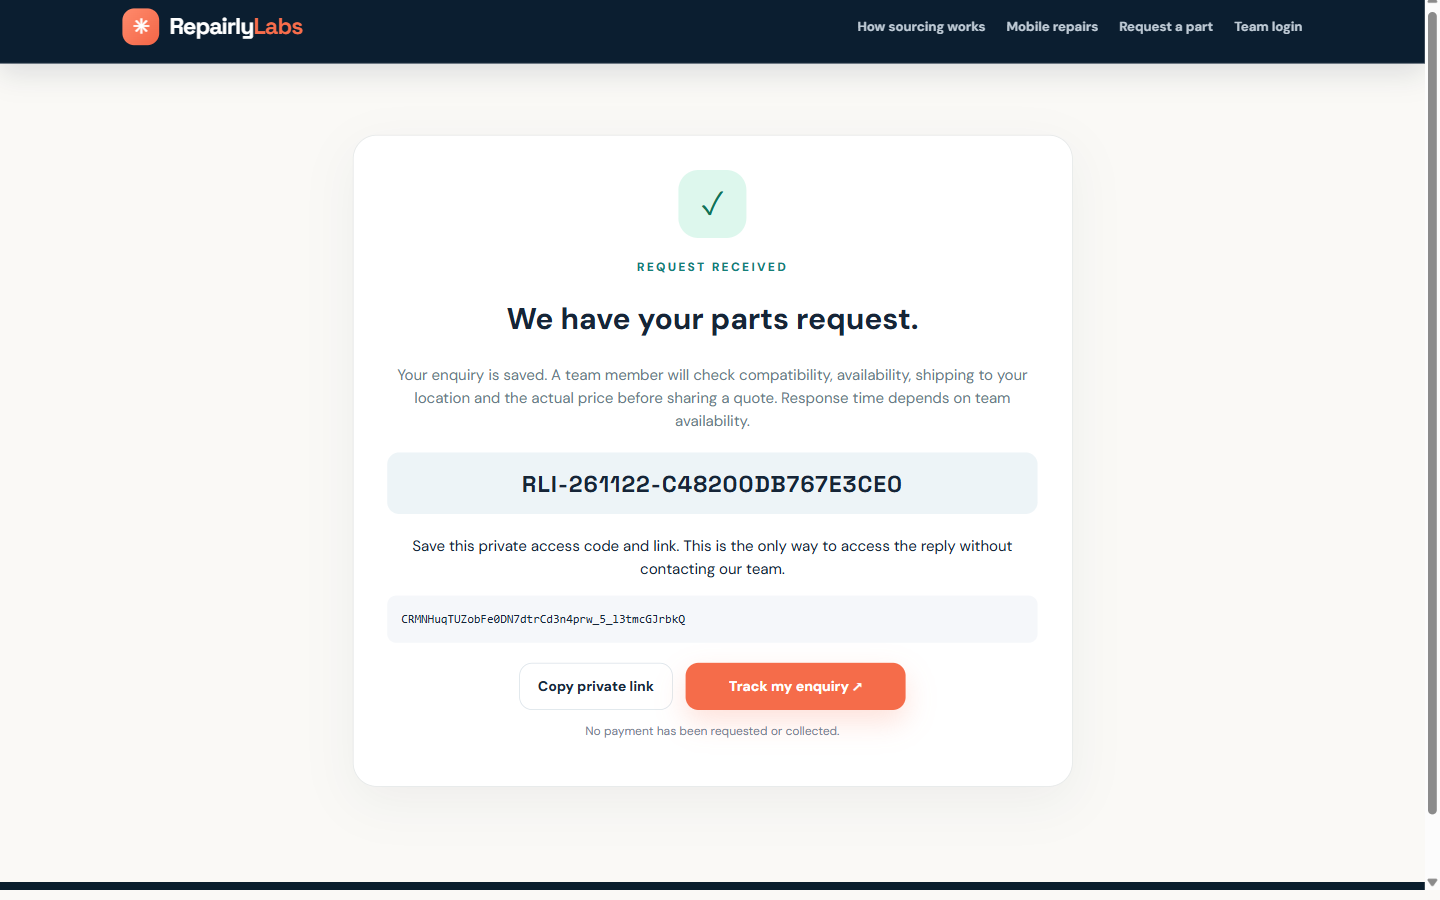 RepairlyLabs
How sourcing works
Mobile repairs
Request a part
Team login
✓
REQUEST RECEIVED
We have your parts request.
Your enquiry is saved. A team member will check compatibility, availability, shipping to your
location and the actual price before sharing a quote. Response time depends on team
availability.
RLI-261122-C48200DB767E3CE0
Save this private access code and link. This is the only way to access the reply without
contacting our team.
CRMNHuqTUZobFe0DN7dtrCd3n4prw_5_l3tmcGJrbkQ
Copy private link
Track my enquiry ↗
No payment has been requested or collected.